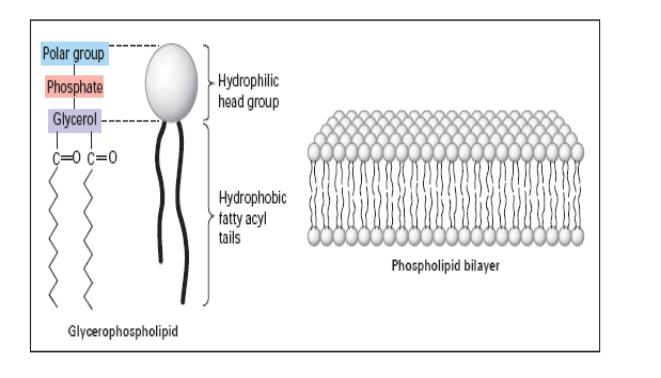 Polar group
Phosphate
Glycerol
C=O C=O
Hydrophilic
head group
Hydrophobic
fatty acyl
tails
Glycerophospholipid
Phospholipid bilayer